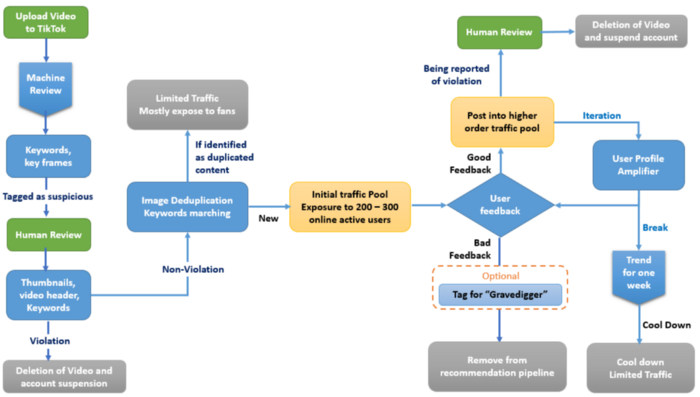 Upload Video
to TikTok
Machine
Review
Keywords,
key frames
Tagged as suspicious
Human Review
Thumbnails,
video header,
Keywords
Violation
Deletion of Video and
account suspension
Non-Violation
Limited Traffic
Mostly expose to fans
If identified
as duplicated
content
Image Deduplication
Keywords marching
New
Initial traffic Pool
Exposure to 200 – 300
online active users
User
feedback
Good
Feedback
Post into higher
order traffic pool
Being reported
of violation
Human Review
Deletion of Video
and suspend account
Iteration
User Profile
Amplifier
Break
Trend
for one
week
Cool Down
Cool down
Limited Traffic
Bad
Feedback
Optional
Tag for “Gravedigger”
Remove from
recommendation pipeline